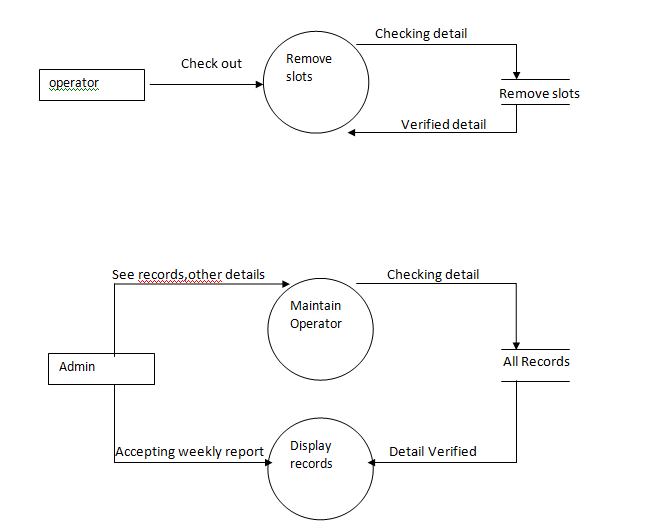 Checking detail
Check out
Remove
slots
operator
Remove slots
Verified detail
See records,other details
Checking detail
Maintain
Operator
All Records
Admin
Accepting weekly report
Display
records
Detail Verified